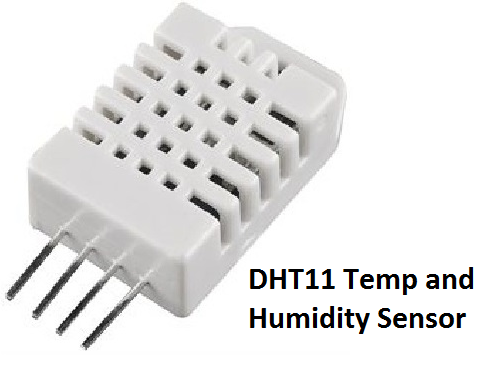 DHT11 Temp and
Humidity Sensor